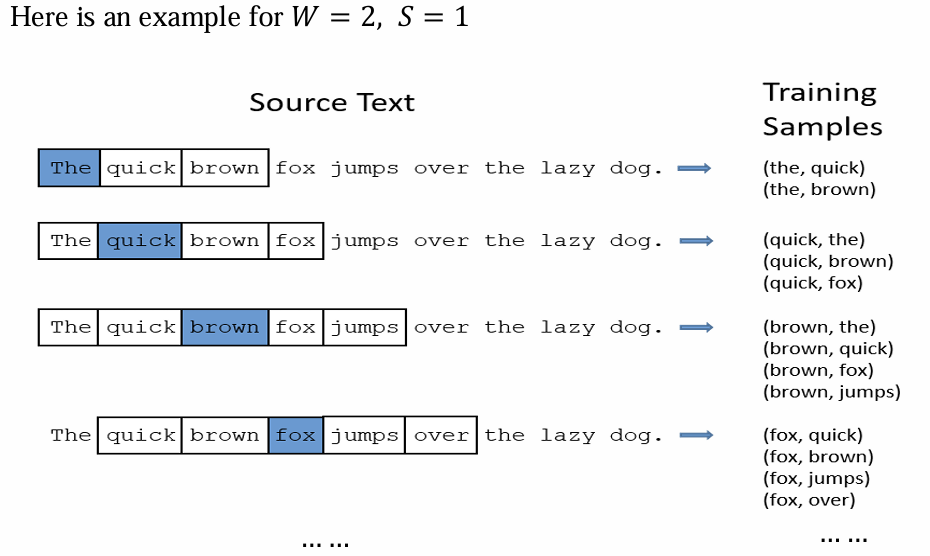 Here is an example for W = 2, S = 1
Source Text
Training
Samples
The quick brown fox jumps over the lazy dog.
(the, quick)
(the, brown)
The quick brown fox jumps over the lazy dog.
(quick, the)
(quick, brown)
(quick, fox)
The quick brown fox jumps over the lazy dog.
(brown, the)
(brown, quick)
(brown, fox)
(brown, jumps)
The quick brown fox jumps over the lazy dog.
(fox, quick)
(fox, brown)
(fox, jumps)
(fox, over)
... ...
... ...